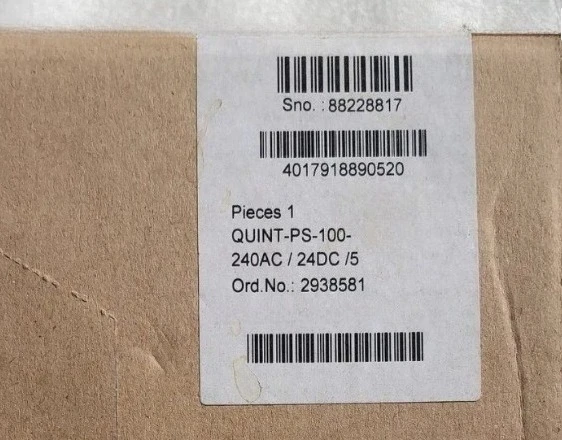 Sno. : 88228817
4017918890520
Pieces 1
QUINT-PS-100-
240AC / 24DC /5
Ord.No.: 2938581